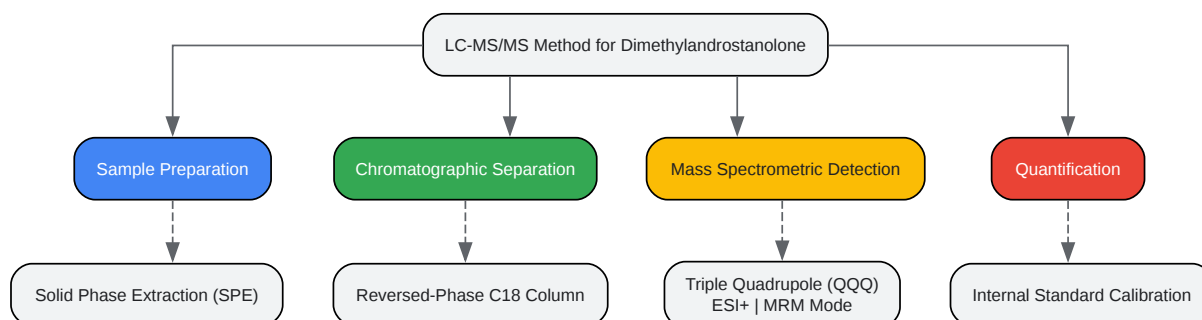 LC-MS/MS Method for Dimethylandrostanolone
Sample Preparation
Chromatographic Separation
Mass Spectrometric Detection
Quantification
Solid Phase Extraction (SPE)
Reversed-Phase C18 Column
Triple Quadrupole (QQQ)
ESI+ | MRM Mode
Internal Standard Calibration